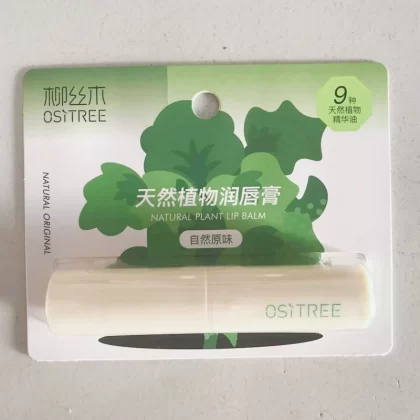 柳丝木
OSiTREE
9种
天然植物
精华油
NATURAL ORIGINAL
天然植物润唇膏
NATURAL PLANT LIP BALM
自然原味
OSiTREE